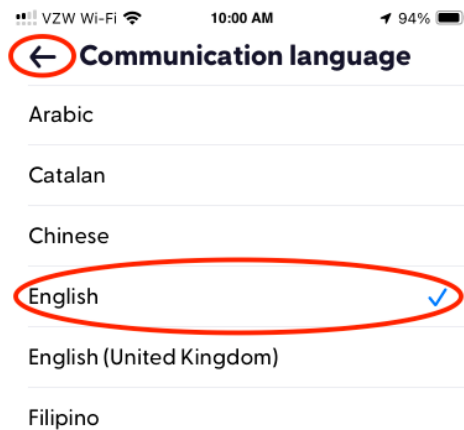 VZW Wi-Fi 10:00 AM 94%
Communication language
Arabic
Catalan
Chinese
English
English (United Kingdom)
Filipino